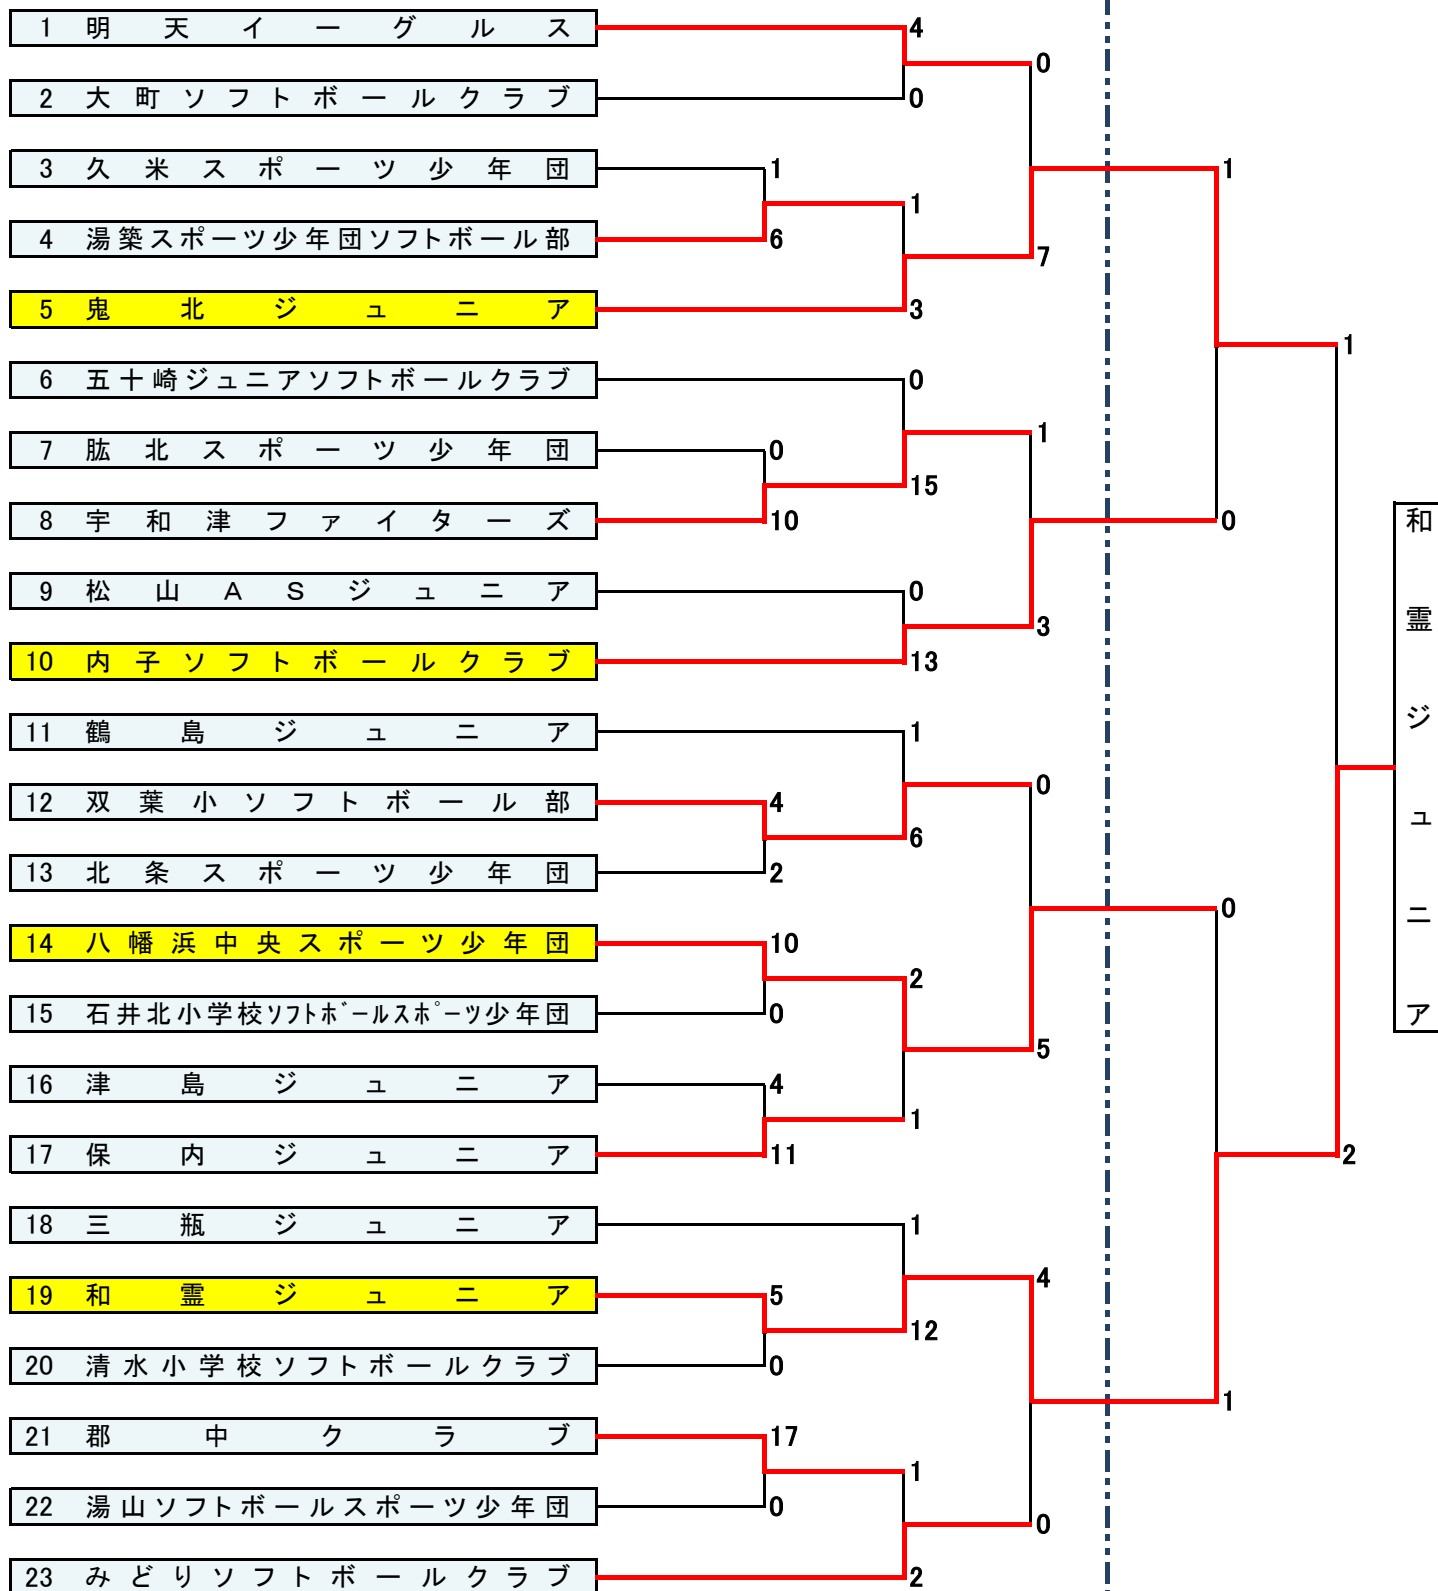 1 明天イーグルス
4
0
2 大町ソフトボールクラブ
0
3 久米スポーツ少年団
1
1
1
4 湯築スポーツ少年団ソフトボール部
6
7
5 鬼北ジュニア
3
1
6 五十崎ジュニアソフトボールクラブ
0
1
7 肱北スポーツ少年団
0
15
8 宇和津ファイターズ
10
0
9 松山ASジュニア
0
3
10 内子ソフトボールクラブ
13
和霊ジュニア
11 鶴島ジュニア
1
0
12 双葉小ソフトボール部
4
6
13 北条スポーツ少年団
2
0
14 八幡浜中央スポーツ少年団
10
2
15 石井北小学校ソフトボールスポーツ少年団
0
5
16 津島ジュニア
4
1
17 保内ジュニア
11
2
18 三瓶ジュニア
1
4
19 和霊ジュニア
5
12
20 清水小学校ソフトボールクラブ
0
1
21 郡中クラブ
17
1
22 湯山ソフトボールスポーツ少年団
0
0
23 みどりソフトボールクラブ
2